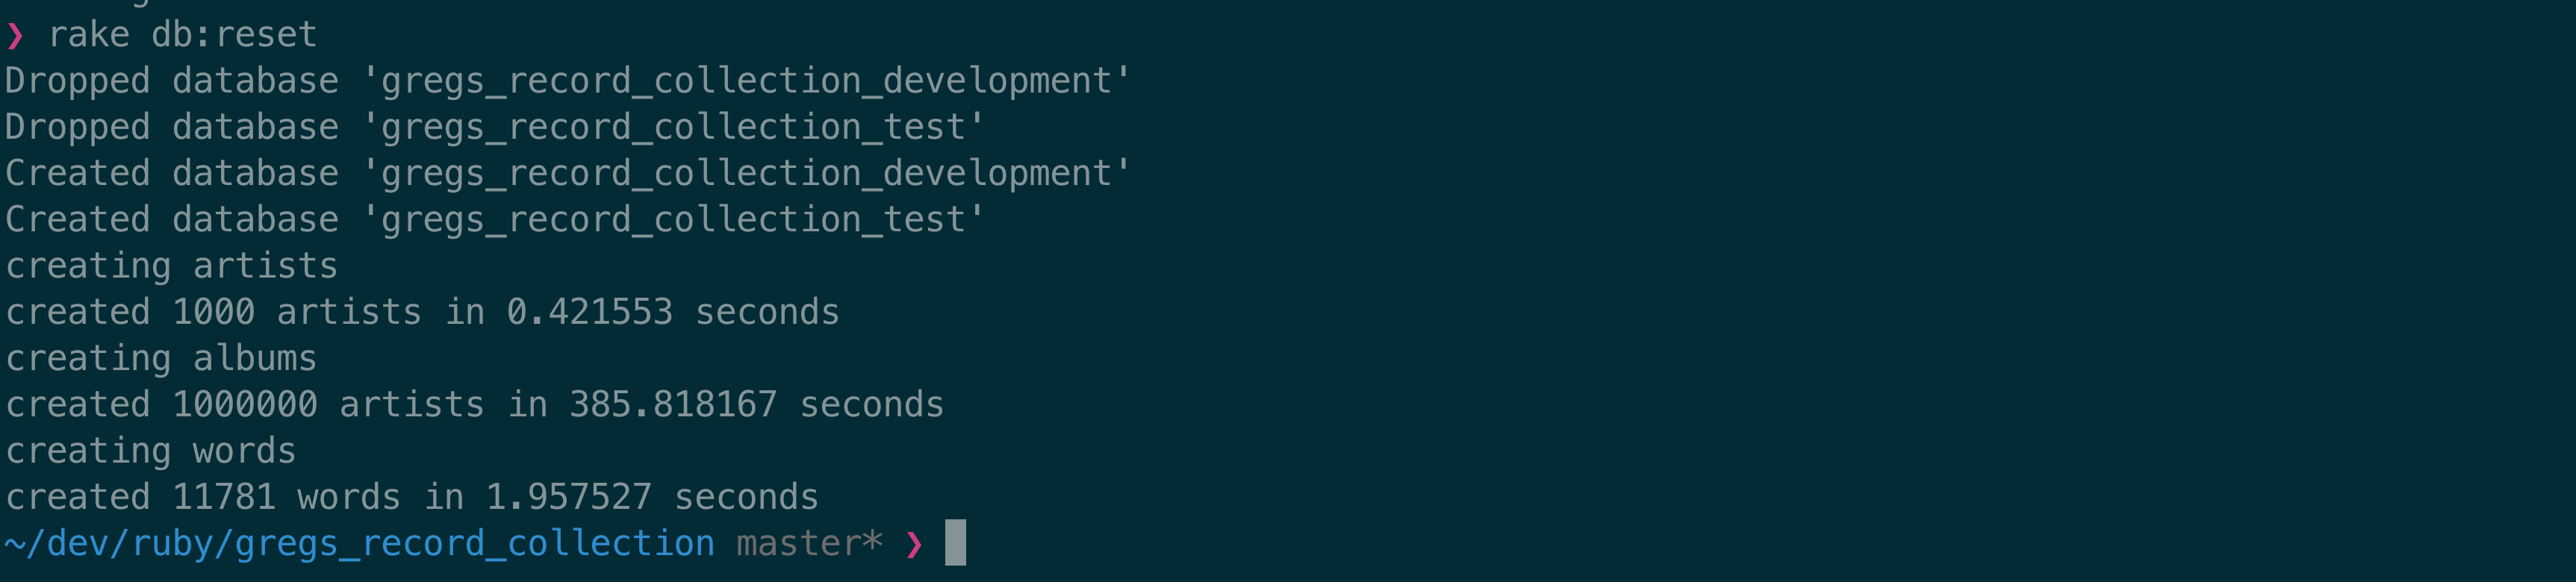 ❯ rake db:reset
Dropped database 'gregs_record_collection_development'
Dropped database 'gregs_record_collection_test'
Created database 'gregs_record_collection_development'
Created database 'gregs_record_collection_test'
creating artists
created 1000 artists in 0.421553 seconds
creating albums
created 1000000 artists in 385.818167 seconds
creating words
created 11781 words in 1.957527 seconds
~/dev/ruby/gregs_record_collection master* ❯